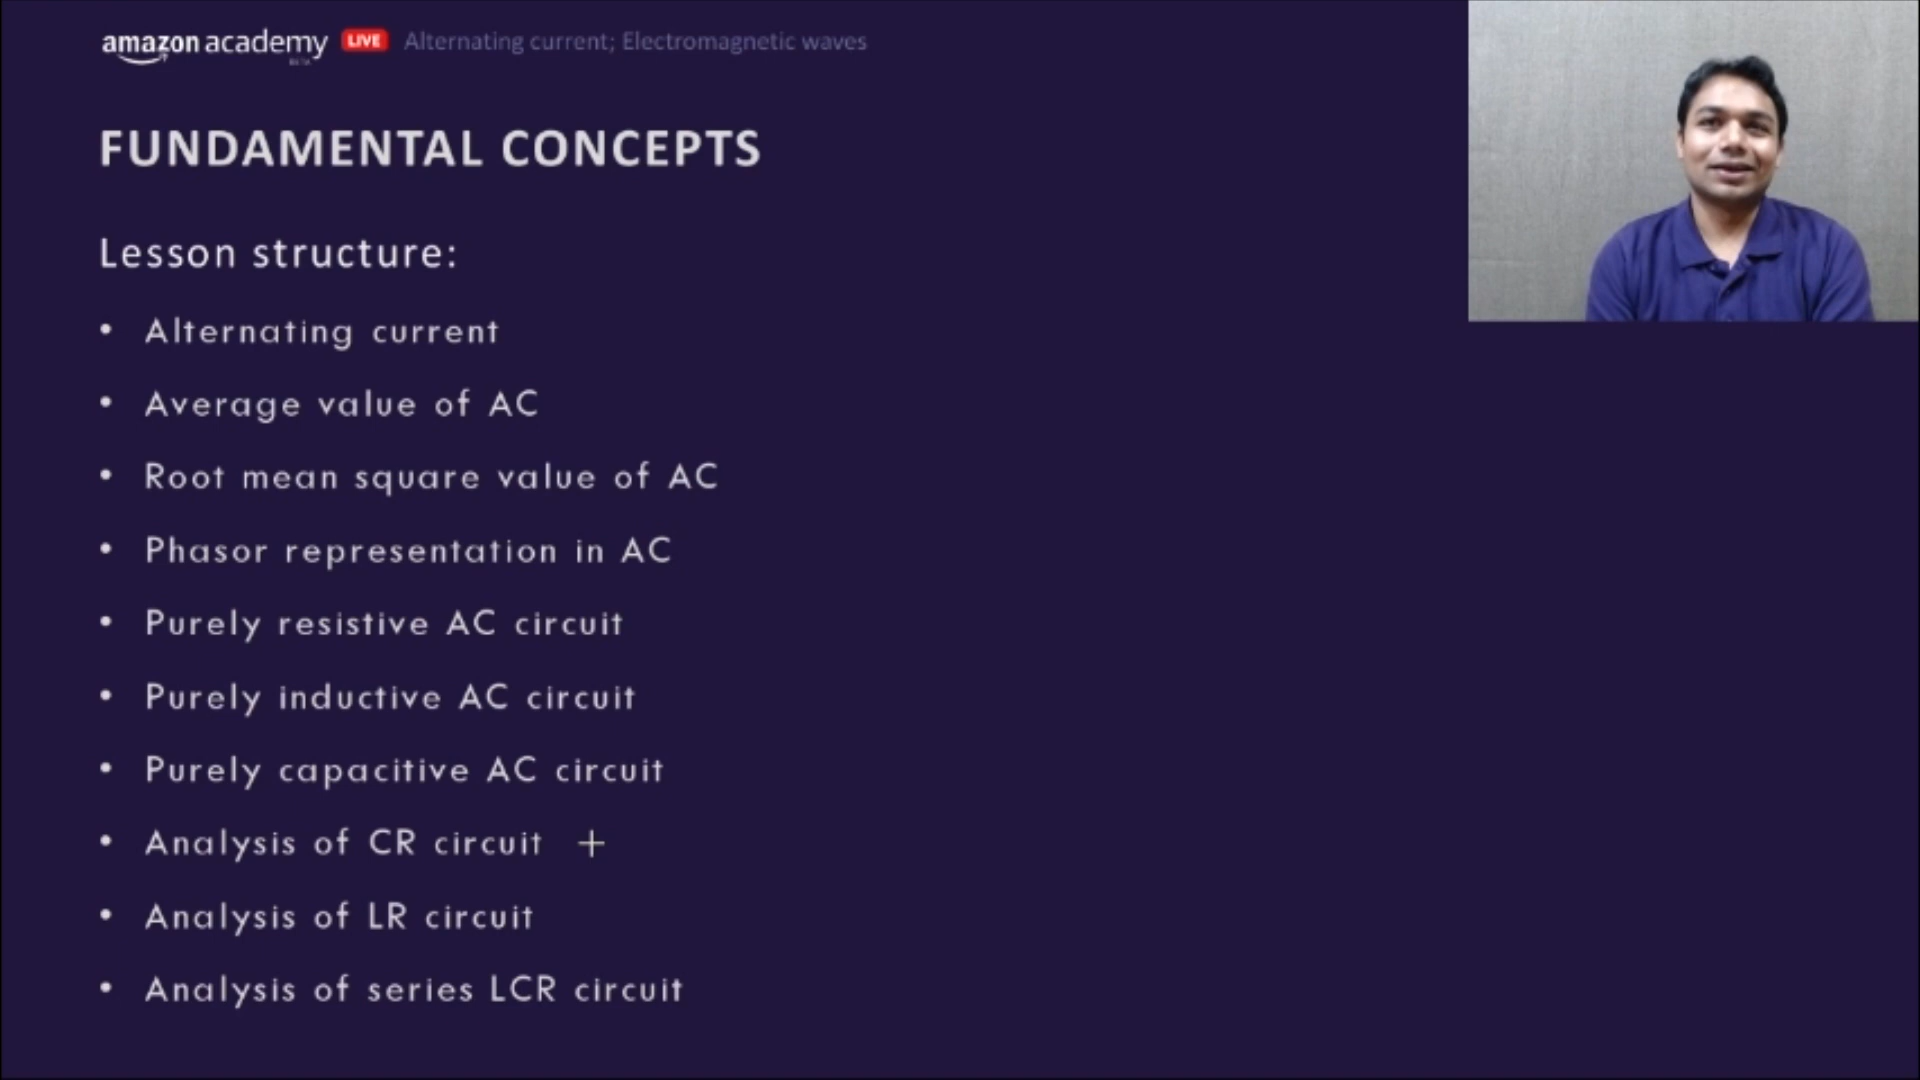 amazon academy LIVE Alternating current; Electromagnetic waves
BETA
FUNDAMENTAL CONCEPTS
Lesson structure:
• Alternating current
• Average value of AC
• Root mean square value of AC
• Phasor representation in AC
• Purely resistive AC circuit
• Purely inductive AC circuit
• Purely capacitive AC circuit
• Analysis of CR circuit
• Analysis of LR circuit
• Analysis of series LCR circuit